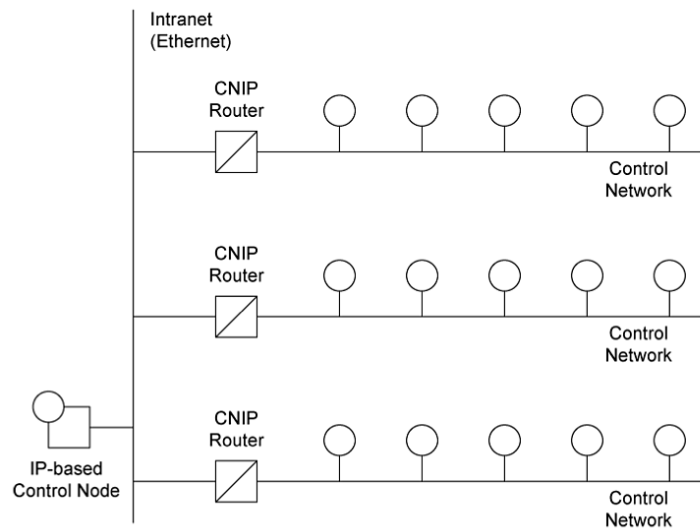 Intranet
(Ethernet)
CNIP
Router
Control
Network
CNIP
Router
Control
Network
CNIP
Router
IP-based
Control Node
Control
Network